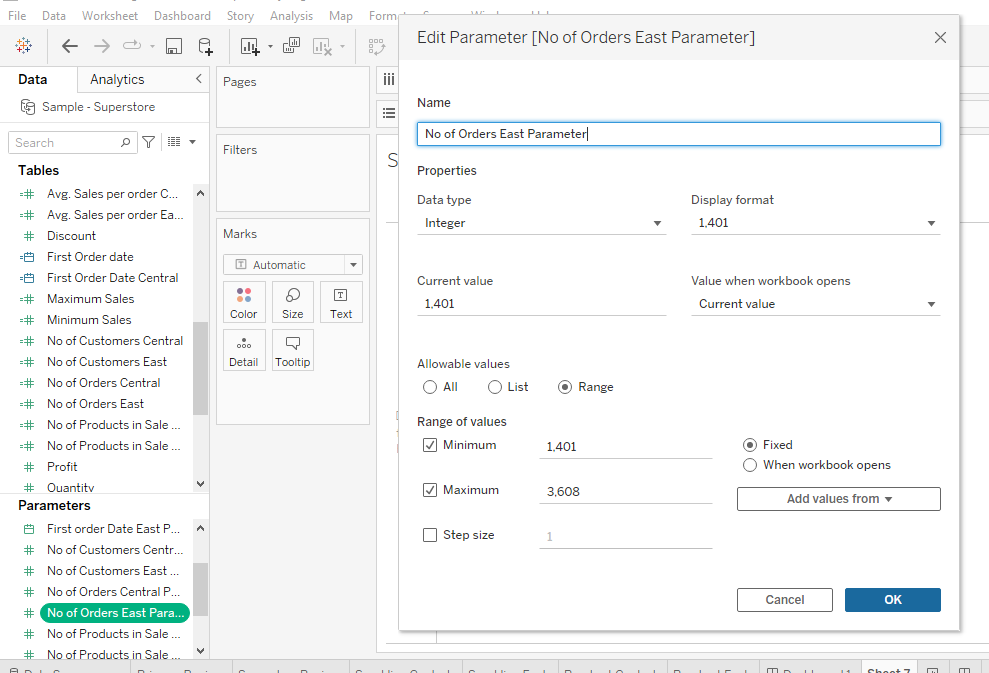 File Data Worksheet Dashboard Story Analysis Map
Edit Parameter [No of Orders East Parameter]
Data Analytics
Sample - Superstore
Search
Tables
Avg. Sales per order C...
Avg. Sales per order Ea...
Discount
First Order date
First Order Date Central
Maximum Sales
Minimum Sales
No of Customers Central
No of Customers East
No of Orders Central
No of Orders East
No of Products in Sale ...
No of Products in Sale ...
Profit
Quantity
Parameters
First order Date East P...
No of Customers Centr...
No of Customers East ...
No of Orders Central P...
No of Orders East Para...
No of Products in Sale ...
No of Products in Sale ...
Pages
Filters
Marks
Automatic
Color Size Text
Detail Tooltip
S
Name
No of Orders East Parameter
Properties
Data type Display format
Integer 1,401
Current value Value when workbook opens
1,401 Current value
Allowable values
All List Range
Range of values
Minimum 1,401 Fixed
When workbook opens
Maximum 3,608 Add values from
Step size 1
Cancel OK
Sheet 7